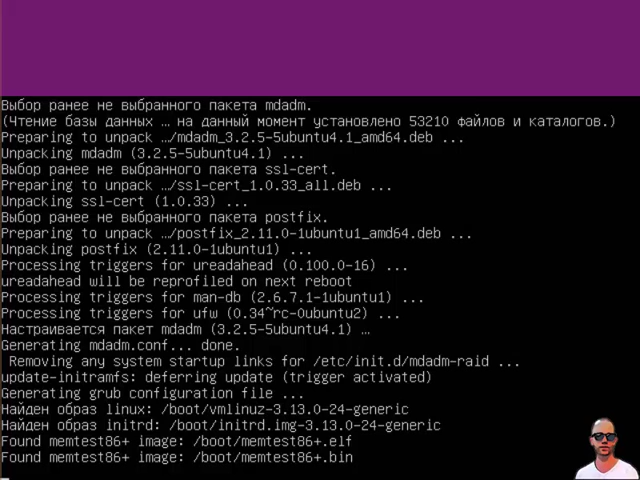 Выбор ранее не выбранного пакета mdadm.
(Чтение базы данных … на данный момент установлено 53210 файлов и каталогов.)
Preparing to unpack …/mdadm_3.2.5-5ubuntu4.1_amd64.deb ...
Unpacking mdadm (3.2.5-5ubuntu4.1) ...
Выбор ранее не выбранного пакета ssl-cert.
Preparing to unpack …/ssl-cert_1.0.33_all.deb ...
Unpacking ssl-cert (1.0.33) ...
Выбор ранее не выбранного пакета postfix.
Preparing to unpack …/postfix_2.11.0-1ubuntu1_amd64.deb ...
Unpacking postfix (2.11.0-1ubuntu1) ...
Processing triggers for ureadahead (0.100.0-16) ...
ureadahead will be reprofiled on next reboot
Processing triggers for man-db (2.6.7.1-1ubuntu1) ...
Processing triggers for ufw (0.34~rc-0ubuntu2) ...
Настраивается пакет mdadm (3.2.5-5ubuntu4.1) …
Generating mdadm.conf... done.
Removing any system startup links for /etc/init.d/mdadm-raid ...
update-initramfs: deferring update (trigger activated)
Generating grub configuration file ...
Найден образ linux: /boot/vmlinuz-3.13.0-24-generic
Найден образ initrd: /boot/initrd.img-3.13.0-24-generic
Found memtest86+ image: /boot/memtest86+.elf
Found memtest86+ image: /boot/memtest86+.bin